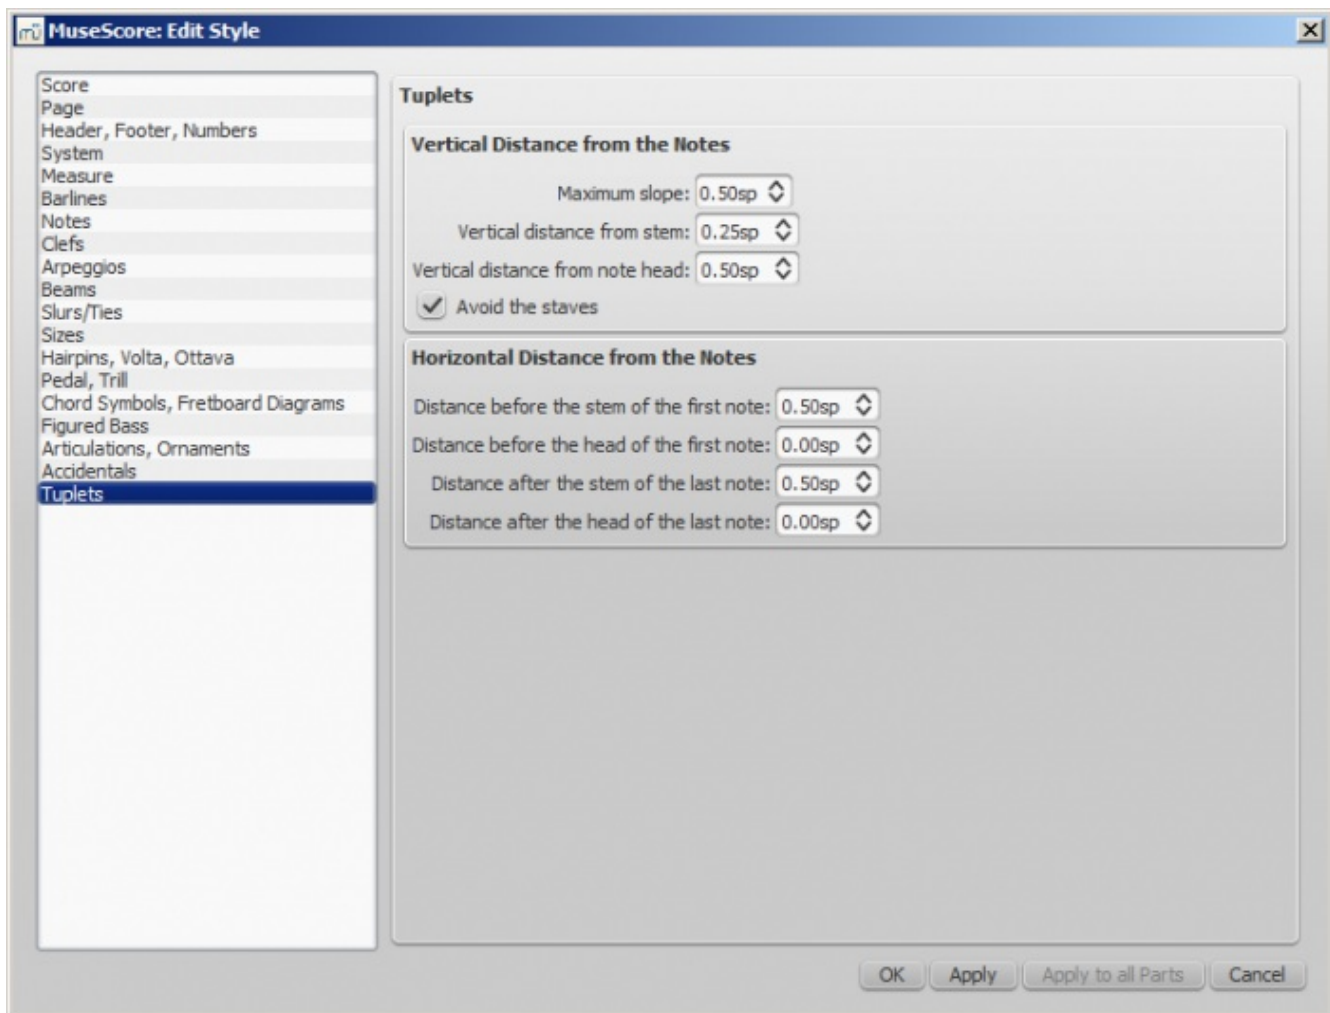 mü MuseScore: Edit Style
Score
Page
Header, Footer, Numbers
System
Measure
Barlines
Notes
Clefs
Arpeggios
Beams
Slurs/Ties
Sizes
Hairpins, Volta, Ottava
Pedal, Trill
Chord Symbols, Fretboard Diagrams
Figured Bass
Articulations, Ornaments
Accidentals
Tuplets
Tuplets
Vertical Distance from the Notes
Maximum slope: 0.50sp
Vertical distance from stem: 0.25sp
Vertical distance from note head: 0.50sp
Avoid the staves
Horizontal Distance from the Notes
Distance before the stem of the first note: 0.50sp
Distance before the head of the first note: 0.00sp
Distance after the stem of the last note: 0.50sp
Distance after the head of the last note: 0.00sp
OK Apply Apply to all Parts Cancel